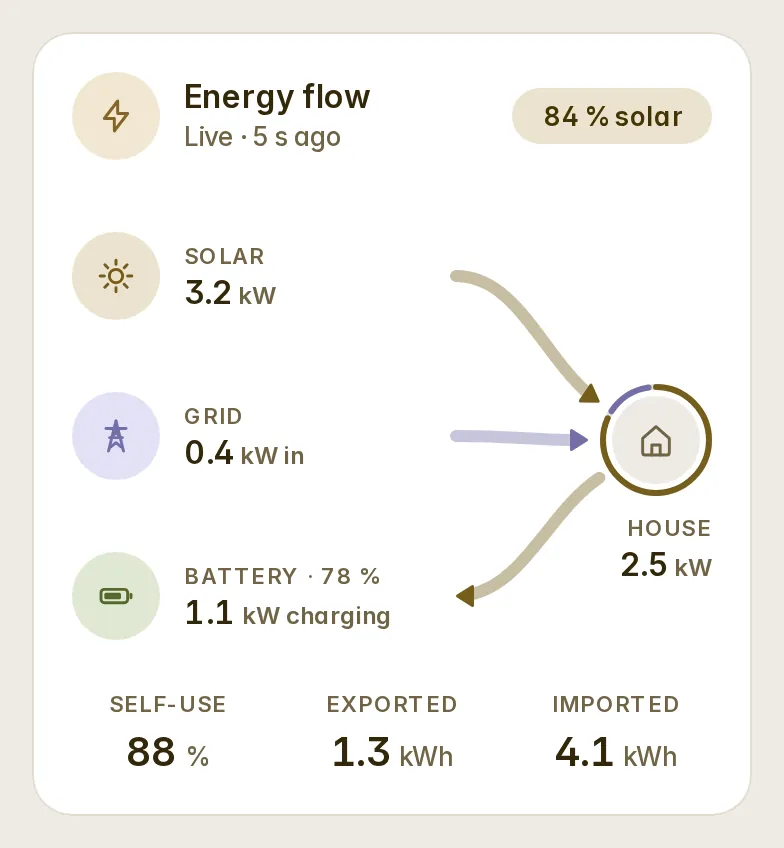 Energy flow
Live · 5 s ago
84 % solar
SOLAR
3.2 kW
GRID
0.4 kW in
HOUSE
2.5 kW
BATTERY · 78 %
1.1 kW charging
SELF-USE
88 %
EXPORTED
1.3 kWh
IMPORTED
4.1 kWh